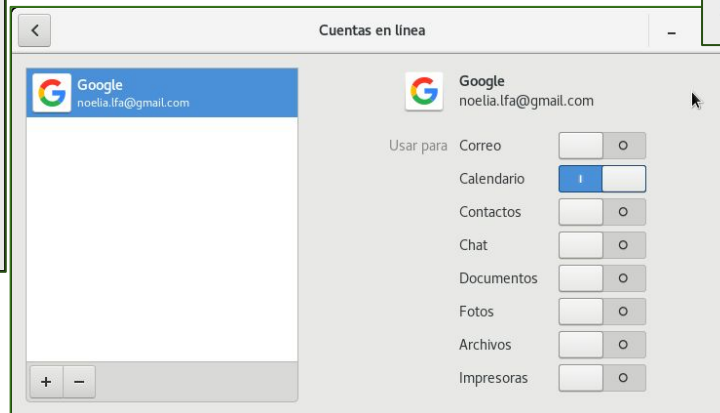 Cuentas en línea
Google
noelia.lfa@gmail.com
Google
noelia.lfa@gmail.com
Usar para Correo
Calendario
Contactos
Chat
Documentos
Fotos
Archivos
Impresoras